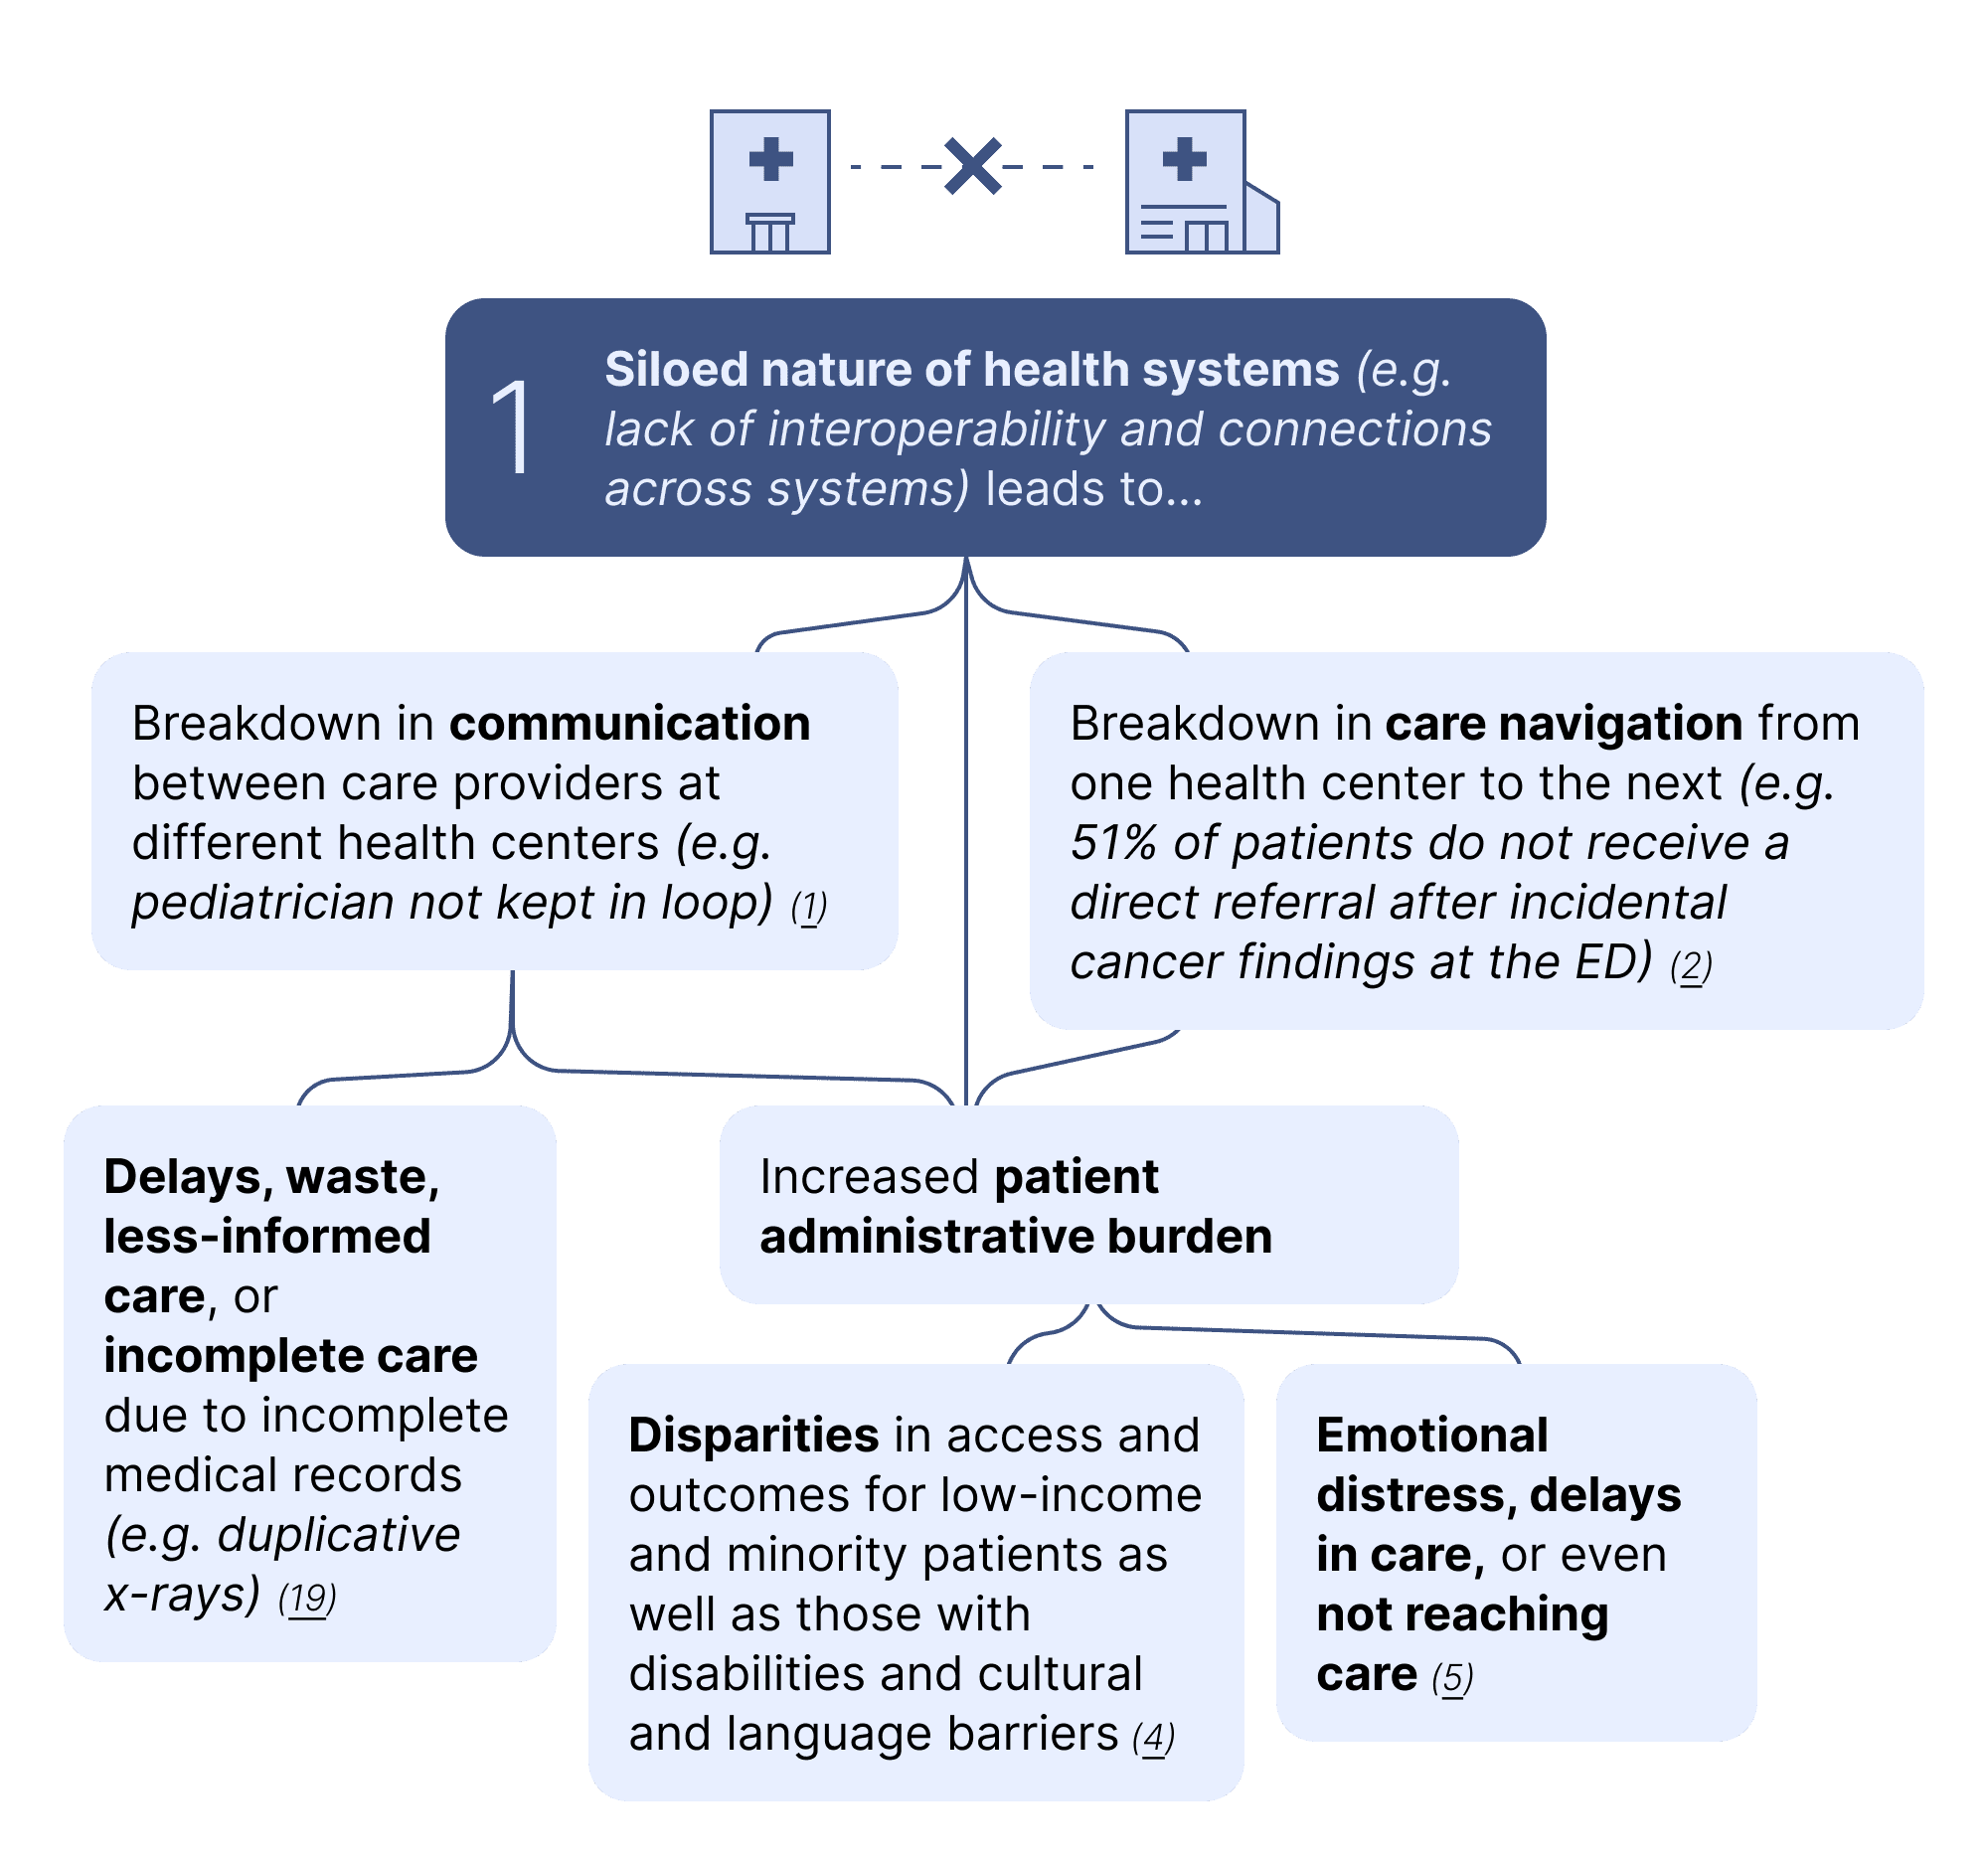 1
Siloed nature of health systems (e.g.
lack of interoperability and connections
across systems) leads to...
Breakdown in communication
between care providers at
different health centers (e.g.
pediatrician not kept in loop) (1)
Breakdown in care navigation from
one health center to the next (e.g.
51% of patients do not receive a
direct referral after incidental
cancer findings at the ED) (2)
Delays, waste,
less-informed
care, or
incomplete care
due to incomplete
medical records
(e.g. duplicative
x-rays) (19)
Increased patient
administrative burden
Disparities in access and
outcomes for low-income
and minority patients as
well as those with
disabilities and cultural
and language barriers (4)
Emotional
distress, delays
in care, or even
not reaching
care (5)